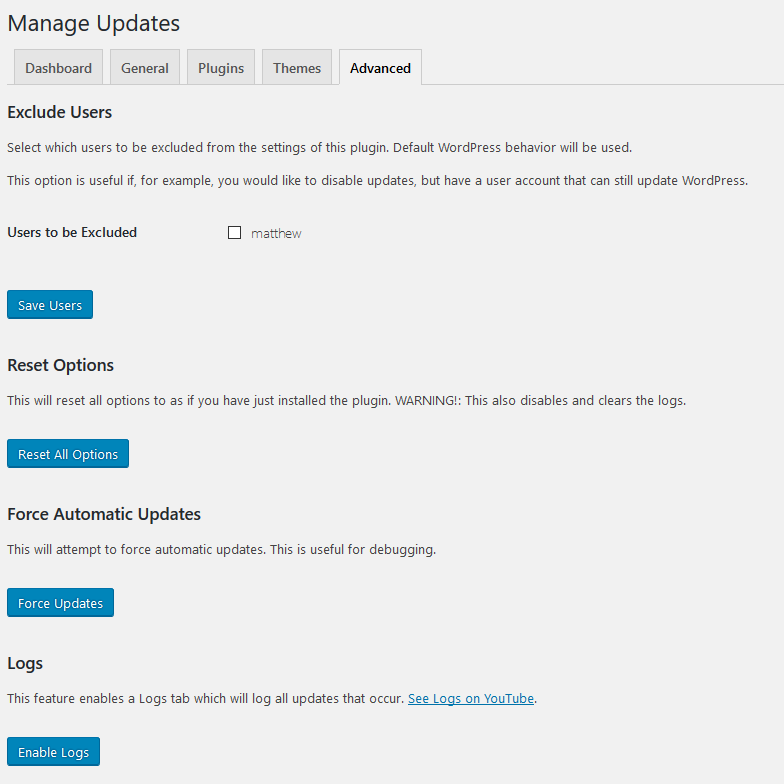 Manage Updates
Dashboard General Plugins Themes Advanced
Exclude Users
Select which users to be excluded from the settings of this plugin. Default WordPress behavior will be used.
This option is useful if, for example, you would like to disable updates, but have a user account that can still update WordPress.
Users to be Excluded matthew
Save Users
Reset Options
This will reset all options to as if you have just installed the plugin. WARNING!: This also disables and clears the logs.
Reset All Options
Force Automatic Updates
This will attempt to force automatic updates. This is useful for debugging.
Force Updates
Logs
This feature enables a Logs tab which will log all updates that occur. See Logs on YouTube.
Enable Logs